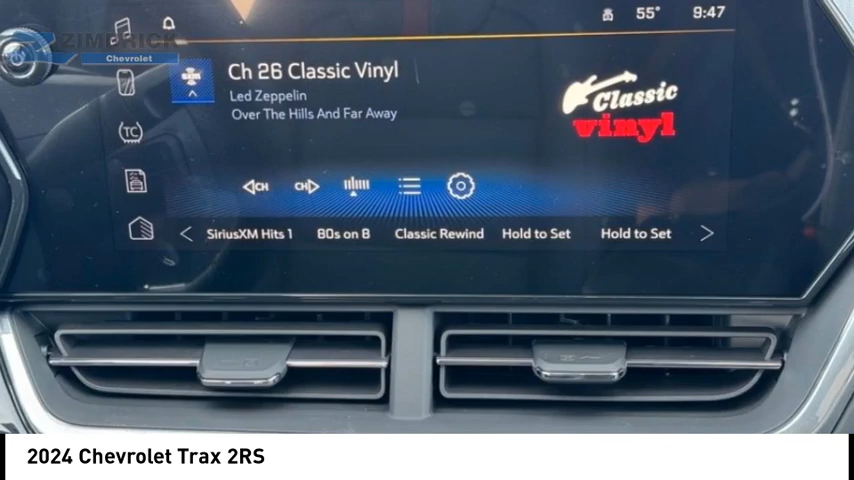 55° 9:47
ZIMBRICK
Chevrolet
SXM
Ch 26 Classic Vinyl
Led Zeppelin
Over The Hills And Far Away
Classic
vinyl
TC
CH CH
SiriusXM Hits 1 80s on 8 Classic Rewind Hold to Set Hold to Set
2024 Chevrolet Trax 2RS